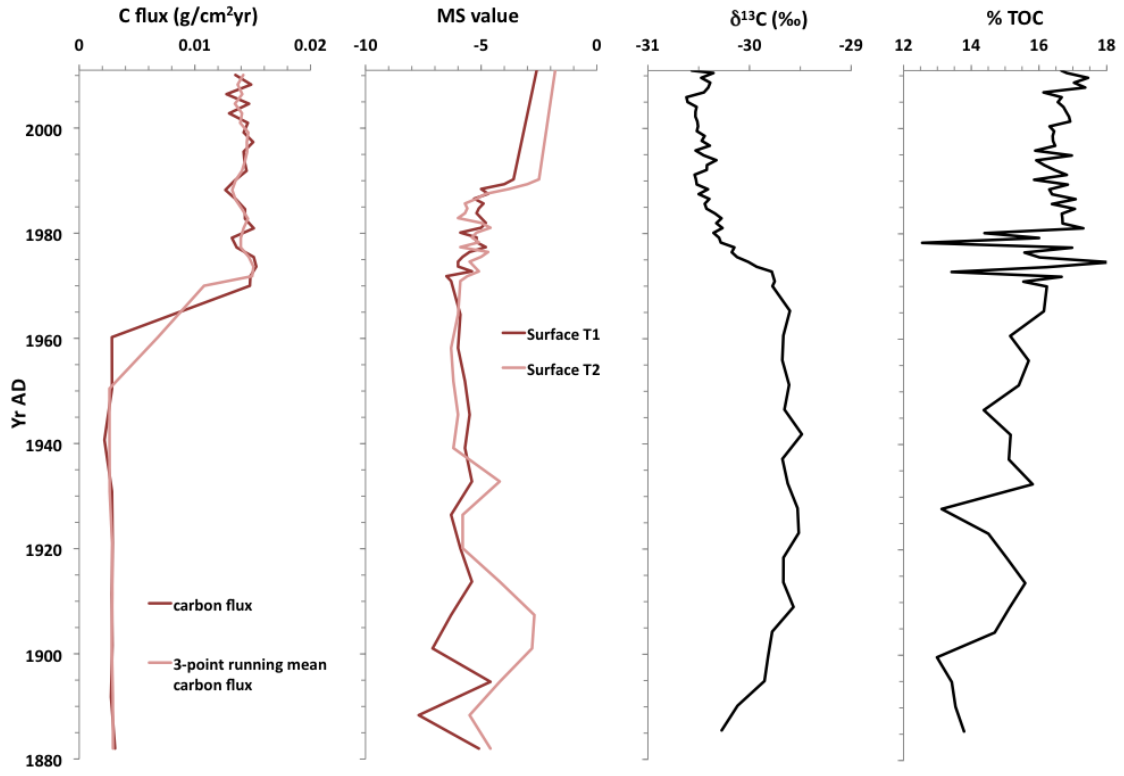 C flux (g/cm²yr) MS value δ¹³C (‰) % TOC
0 0.01 0.02 -10 -5 0 -31 -30 -29 12 14 16 18
2000
1980
1960
Surface T1
Surface T2
Yr AD
1940
1920
carbon flux
1900
3-point running mean
carbon flux
1880